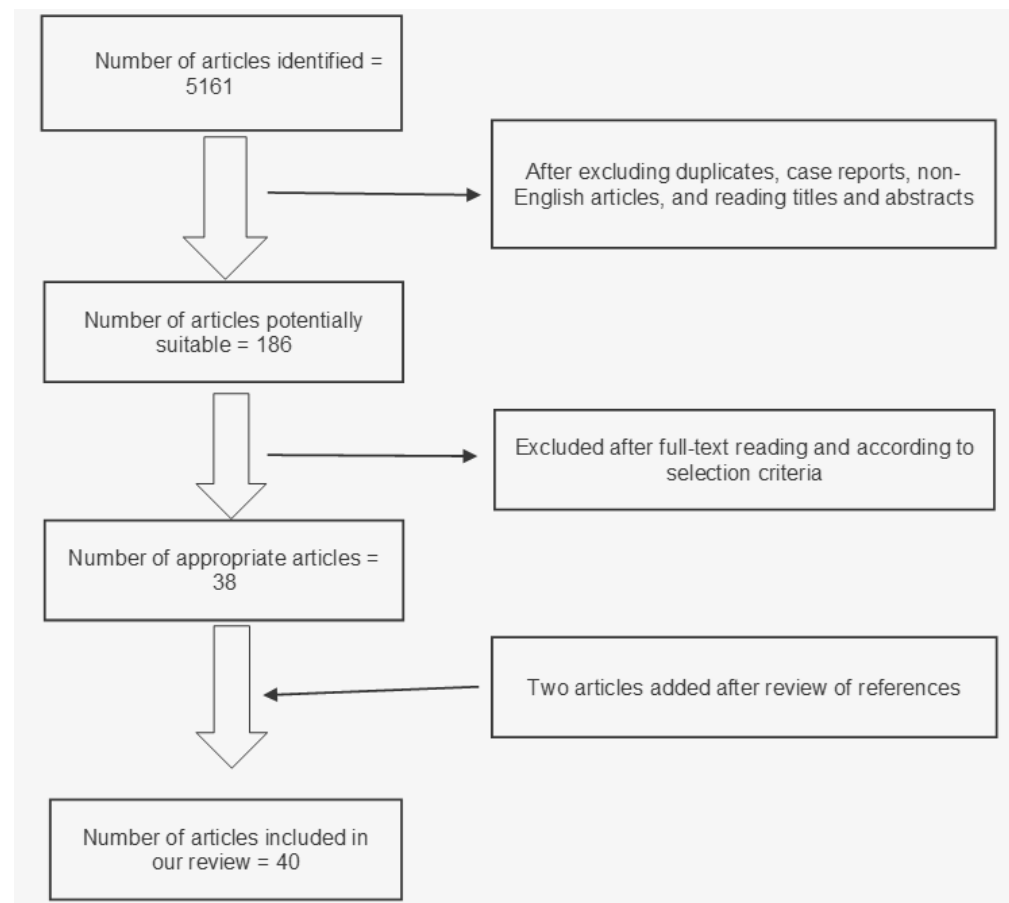 Number of articles identified =
5161
After excluding duplicates, case reports, non-
English articles, and reading titles and abstracts
Number of articles potentially
suitable = 186
Excluded after full-text reading and according to
selection criteria
Number of appropriate articles =
38
Two articles added after review of references
Number of articles included in
our review = 40